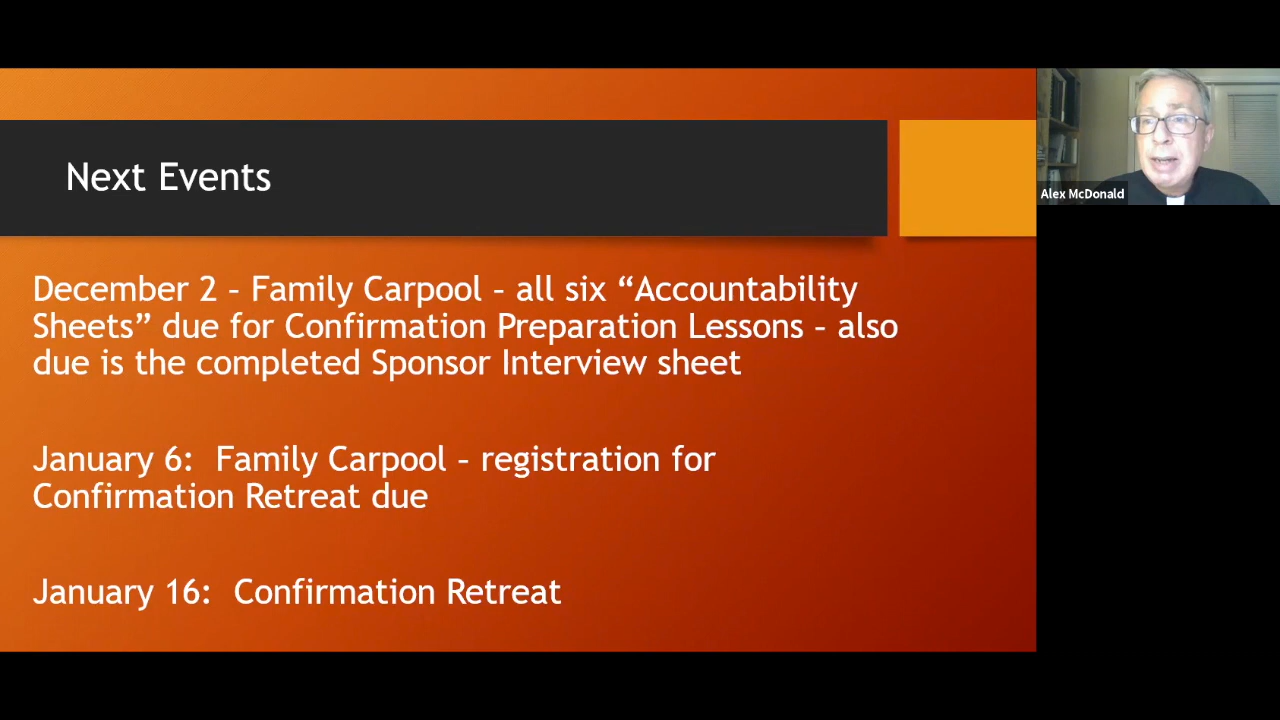 Next Events
December 2 – Family Carpool – all six “Accountability
Sheets” due for Confirmation Preparation Lessons – also
due is the completed Sponsor Interview sheet
January 6:  Family Carpool – registration for
Confirmation Retreat due
January 16:  Confirmation Retreat
Alex McDonald